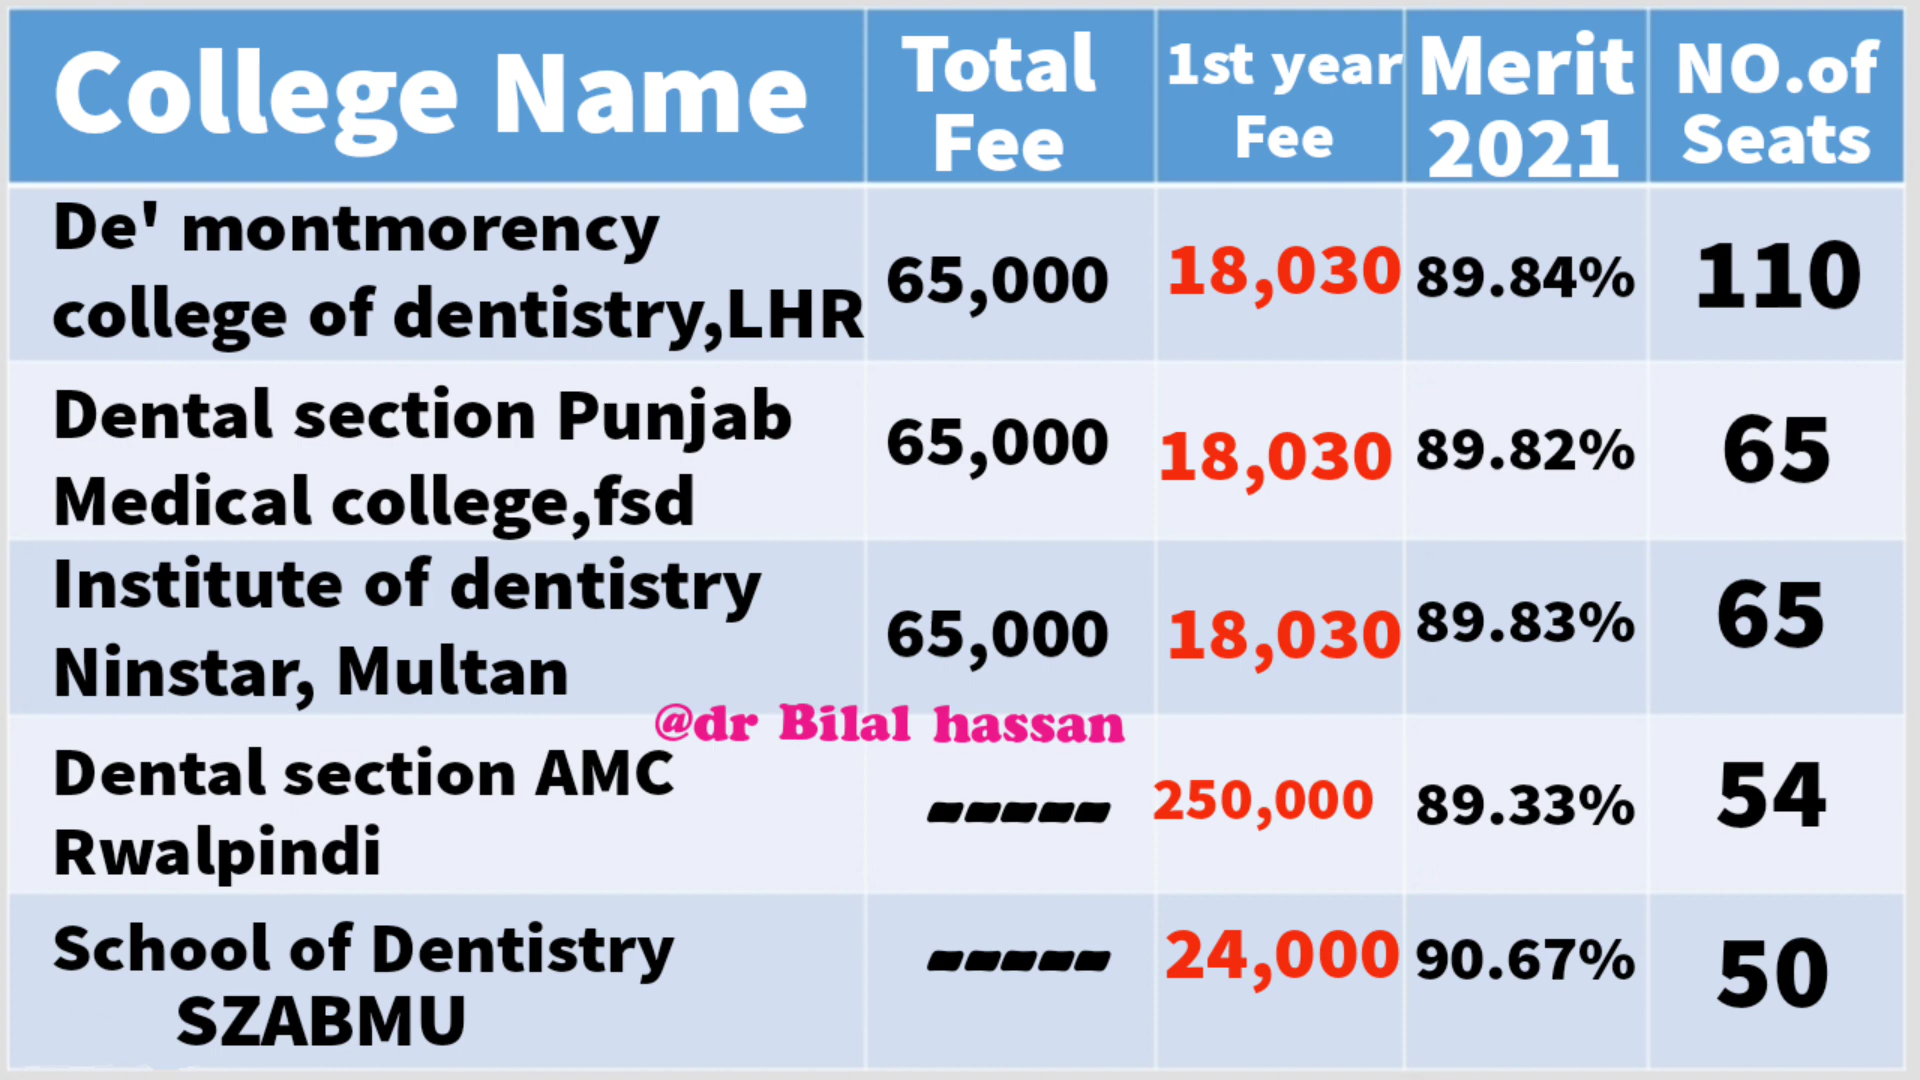 College Name
Total
Fee
1st year
Fee
Merit
2021
NO.of
Seats
De' montmorency
college of dentistry,LHR
65,000
18,030
89.84%
110
Dental section Punjab
Medical college,fsd
65,000
18,030
89.82%
65
Institute of dentistry
Ninstar, Multan
65,000
18,030
89.83%
65
@dr Bilal hassan
Dental section AMC
Rwalpindi
-----
250,000
89.33%
54
School of Dentistry
SZABMU
-----
24,000
90.67%
50